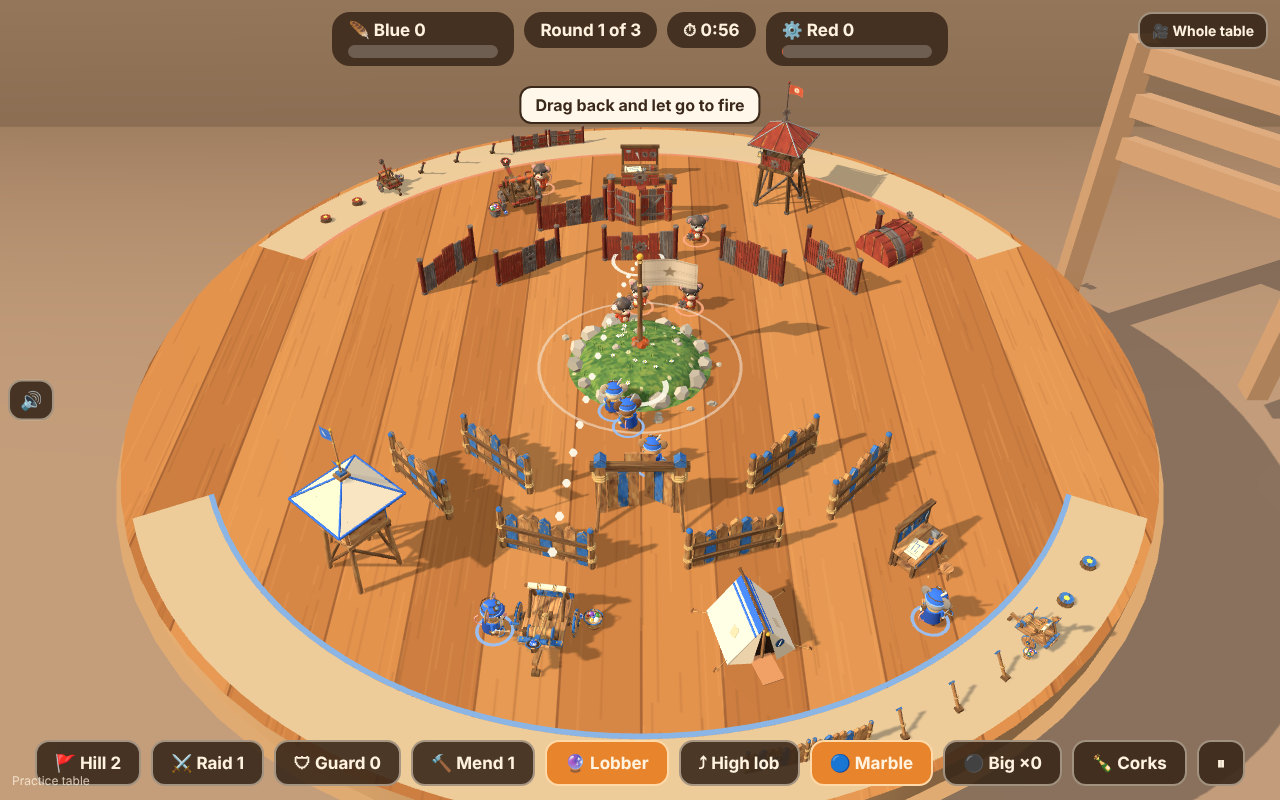 Blue 0
Round 1 of 3
0:56
Red 0
Whole table
Drag back and let go to fire
Hill 2
Raid 1
Guard 0
Mend 1
Lobber
High lob
Marble
Big ×0
Corks
Practice table